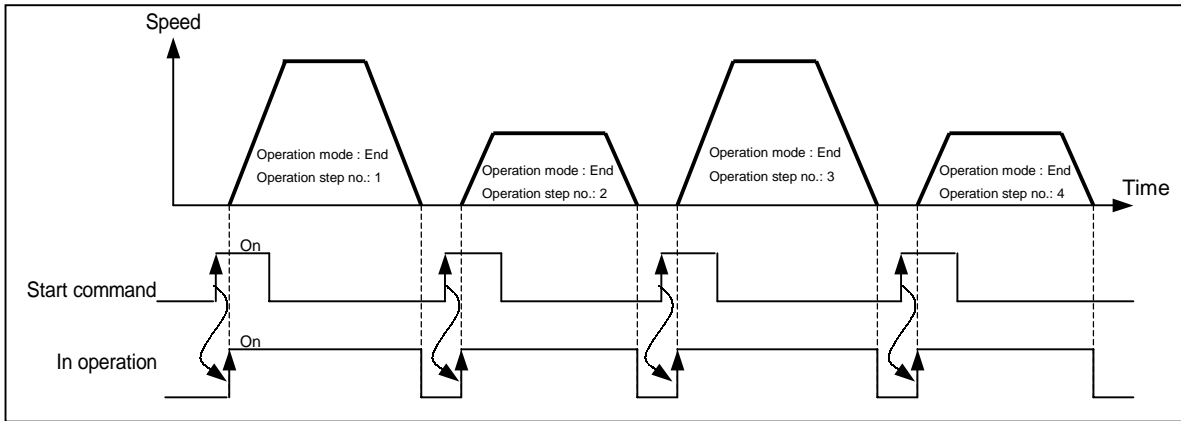 Speed
Operation mode : End
Operation step no.: 1
Operation mode : End
Operation step no.: 2
Operation mode : End
Operation step no.: 3
Operation mode : End
Operation step no.: 4
Time
On
Start command
On
In operation